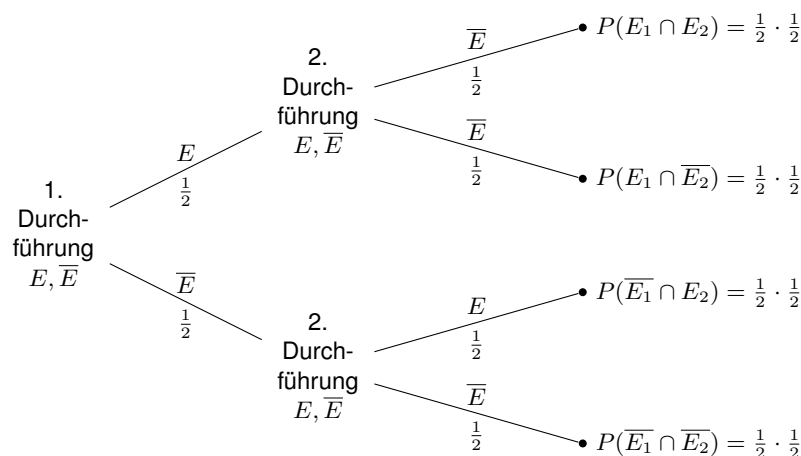 1.
Durch-
führung
E, E̅
E
1/2
E̅
1/2
2.
Durch-
führung
E, E̅
E̅
1/2
E̅
1/2
2.
Durch-
führung
E, E̅
E
1/2
E̅
1/2
P(E₁ ∩ E₂) = 1/2 · 1/2
P(E₁ ∩ E̅₂̅) = 1/2 · 1/2
P(E̅₁̅ ∩ E₂) = 1/2 · 1/2
P(E̅₁̅ ∩ E̅₂̅) = 1/2 · 1/2